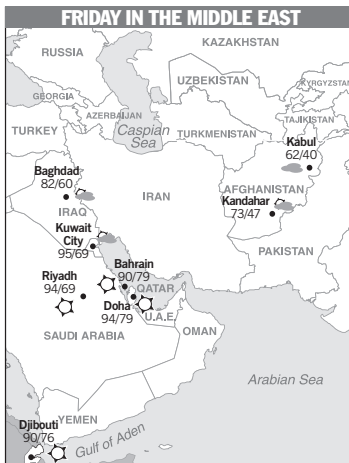 FRIDAY IN THE MIDDLE EAST
RUSSIA
KAZAKHSTAN
UZBEKISTAN
KYRGYZSTAN
GEORGIA
AZERBAIJAN
TAJIKISTAN
TURKEY
Caspian
Sea
TURKMENISTAN
Kabul
62/40
Baghdad
82/60
IRAN
AFGHANISTAN
Kandahar
73/47
IRAQ
Kuwait
City
95/69
PAKISTAN
Bahrain
90/79
Riyadh
94/69
QATAR
Doha
94/79
U.A.E.
SAUDI ARABIA
OMAN
Arabian Sea
YEMEN
Djibouti
90/76
Gulf of Aden